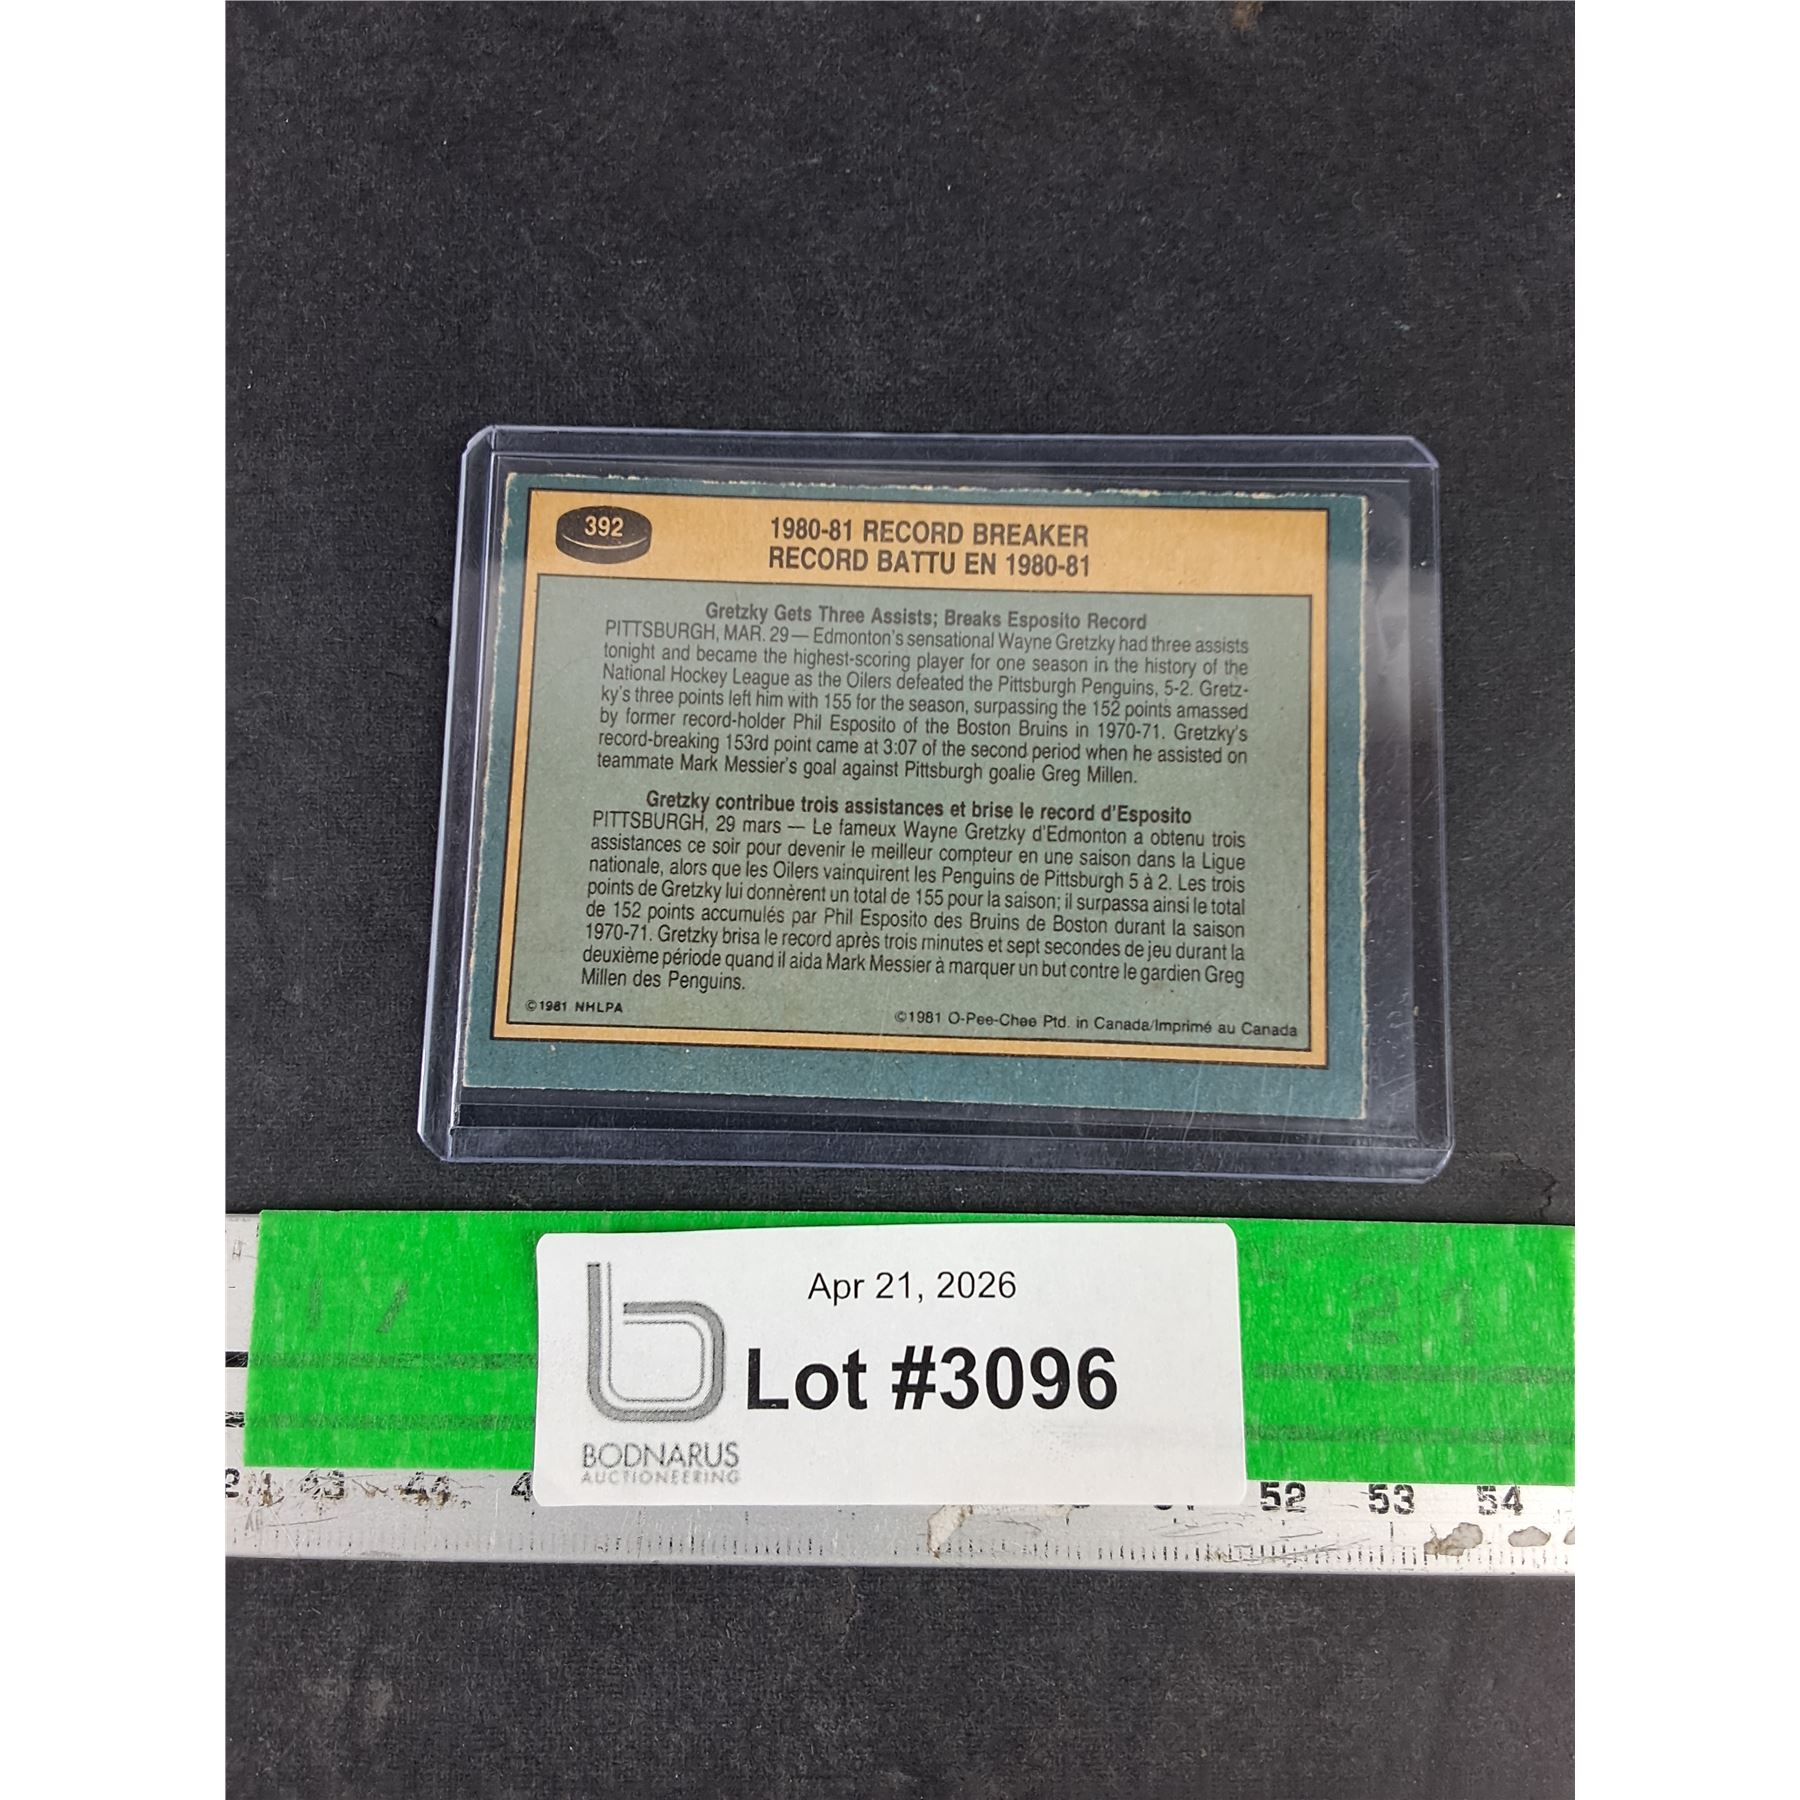 392
1980-81 RECORD BREAKER
RECORD BATTU EN 1980-81
Gretzky Gets Three Assists; Breaks Esposito Record
PITTSBURGH, MAR. 29— Edmonton's sensational Wayne Gretzky had three assists
tonight and became the highest-scoring player for one season in the history of the
National Hockey League as the Oilers defeated the Pittsburgh Penguins, 5-2. Gretz-
ky's three points left him with 155 for the season, surpassing the 152 points amassed
by former record-holder Phil Esposito of the Boston Bruins in 1970-71. Gretzky's
record-breaking 153rd point came at 3:07 of the second period when he assisted on
teammate Mark Messier's goal against Pittsburgh goalie Greg Millen.
Gretzky contribue trois assistances et brise le record d'Esposito
PITTSBURGH, 29 mars — Le fameux Wayne Gretzky d'Edmonton a obtenu trois
assistances ce soir pour devenir le meilleur compteur en une saison dans la Ligue
nationale, alors que les Oilers vainquirent les Penguins de Pittsburgh 5 à 2. Les trois
points de Gretzky lui donnèrent un total de 155 pour la saison; il surpassa ainsi le total
de 152 points accumulés par Phil Esposito des Bruins de Boston durant la saison
1970-71. Gretzky brisa le record après trois minutes et sept secondes de jeu durant la
deuxième période quand il aida Mark Messier à marquer un but contre le gardien Greg
Millen des Penguins.
©1981 NHLPA
©1981 O-Pee-Chee Ptd. in Canada/Imprimé au Canada
Apr 21, 2026
Lot #3096
BODNARUS
AUCTIONEERING
21
43 44 52 53 54